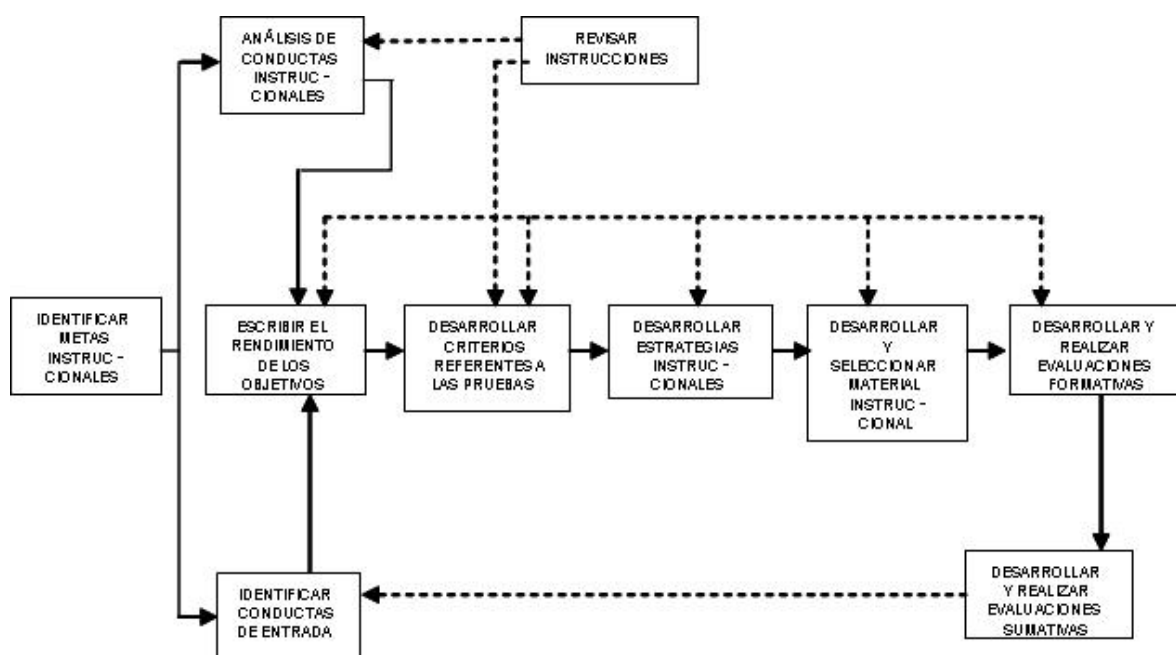 ANÁLISIS DE
CONDUCTAS
INSTRUC -
CIONALES
REVISAR
INSTRUCCIONES
IDENTIFICAR
METAS
INSTRUC -
CIONALES
ESCRIBIR EL
RENDIMIENTO
DE LOS
OBJETIVOS
DESARROLLAR
CRITERIOS
REFERENTES A
LAS PRUEBAS
DESARROLLAR
ESTRATEGIAS
INSTRUC -
CIONALES
DESARROLLAR
Y
SELECCIONAR
MATERIAL
INSTRUC -
CIONAL
DESARROLLAR Y
REALIZAR
EVALUACIONES
FORMATIVAS
IDENTIFICAR
CONDUCTAS
DE ENTRADA
DESARROLLAR
Y REALIZAR
EVALUACIONES
SUMATIVAS